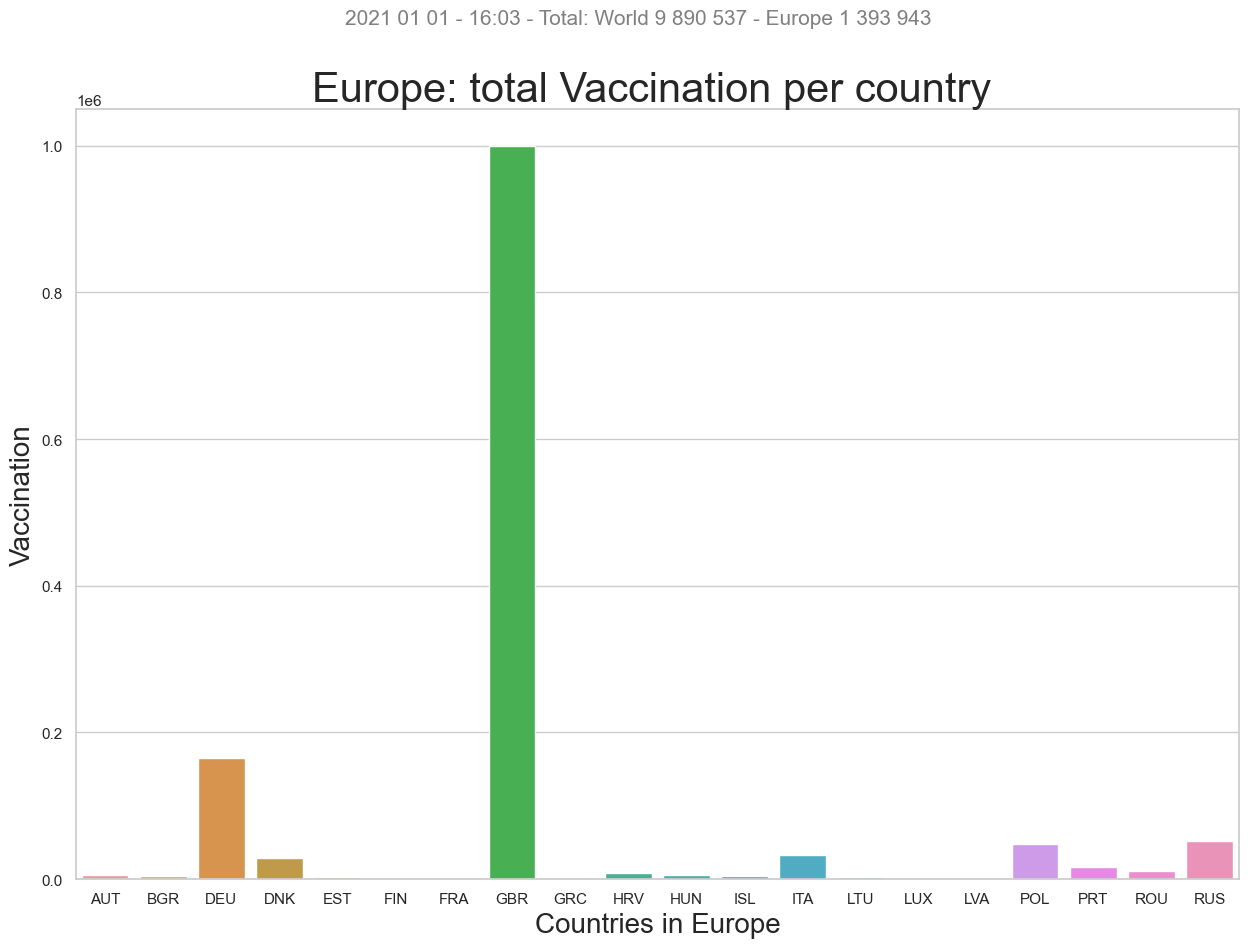 2021 01 01 - 16:03 - Total: World 9 890 537 - Europe 1 393 943
Europe: total Vaccination per country
1e6
1.0
0.8
0.6
0.4
0.2
0.0
Vaccination
AUT BGR DEU DNK EST FIN FRA GBR GRC HRV HUN ISL ITA LTU LUX LVA POL PRT ROU RUS
Countries in Europe